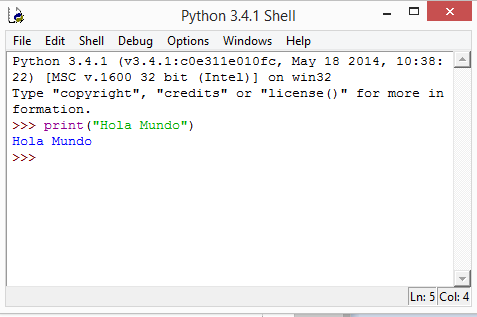 Python 3.4.1 Shell
File Edit Shell Debug Options Windows Help
Python 3.4.1 (v3.4.1:c0e311e010fc, May 18 2014, 10:38:
22) [MSC v.1600 32 bit (Intel)] on win32
Type "copyright", "credits" or "license()" for more in
formation.
>>> print("Hola Mundo")
Hola Mundo
>>>
Ln: 5 Col: 4